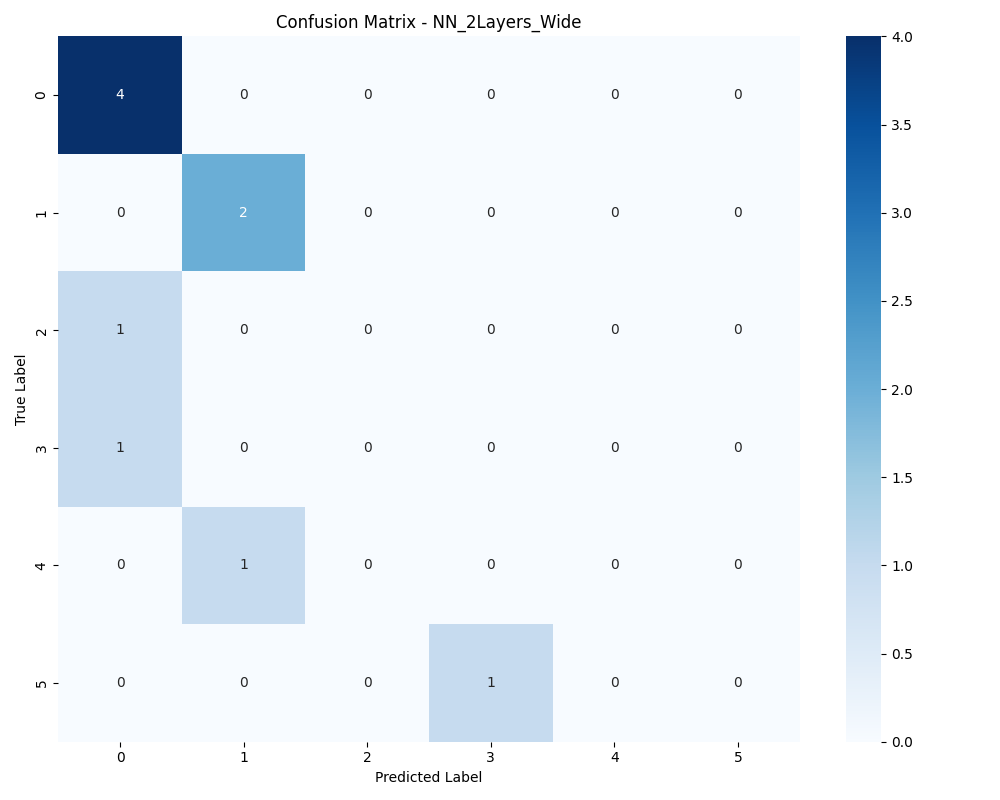 Confusion Matrix - NN_2Layers_Wide
0 4 0 0 0 0 0
1 0 2 0 0 0 0
2 1 0 0 0 0 0
3 1 0 0 0 0 0
4 0 1 0 0 0 0
5 0 0 0 1 0 0
0 1 2 3 4 5
True Label
Predicted Label
4.0
3.5
3.0
2.5
2.0
1.5
1.0
0.5
0.0